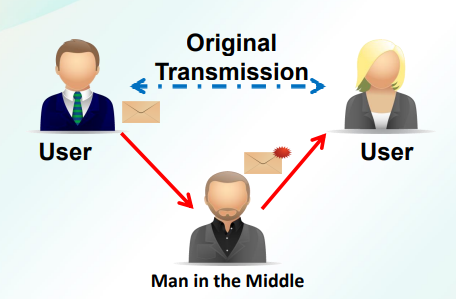 Original
Transmission
User
User
Man in the Middle